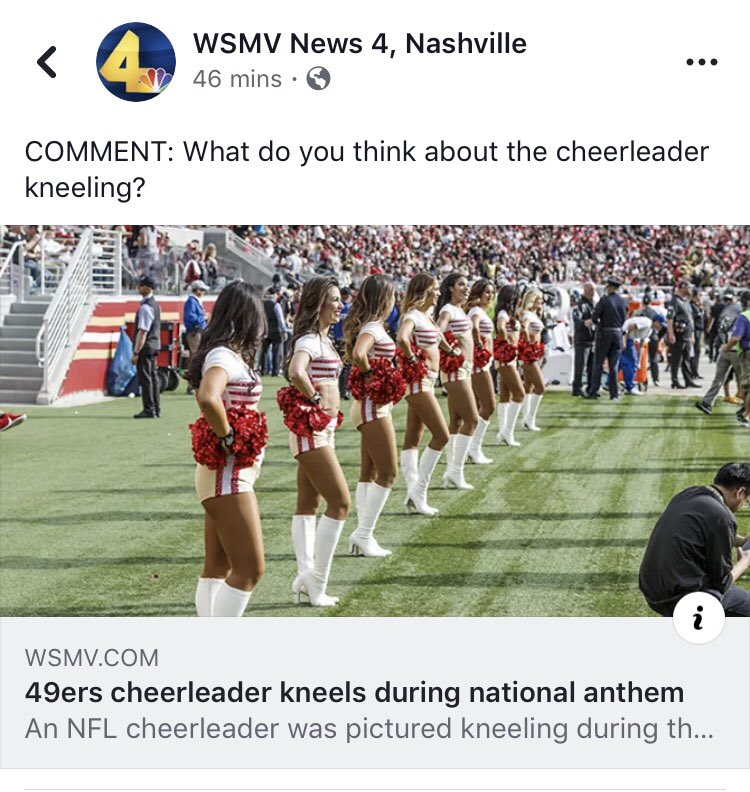 WSMV News 4, Nashville
46 mins ·
COMMENT: What do you think about the cheerleader
kneeling?
WSMV.COM
49ers cheerleader kneels during national anthem
An NFL cheerleader was pictured kneeling during th...